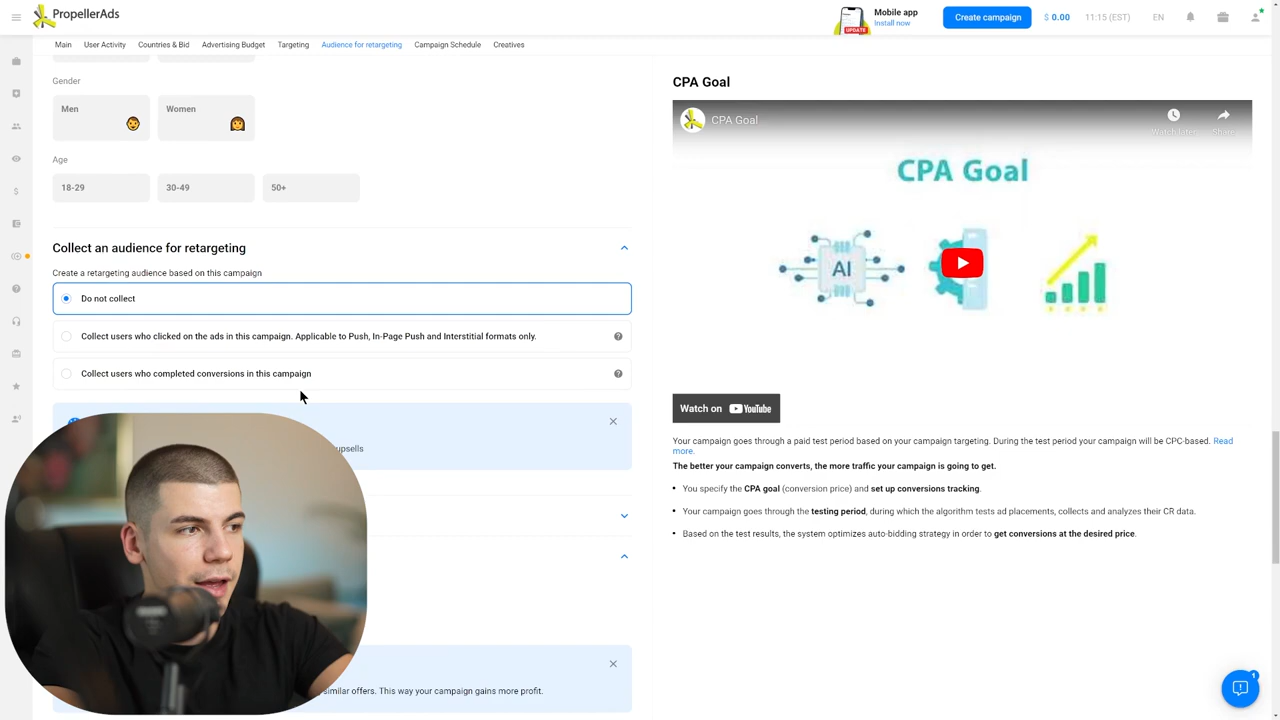 PropellerAds
Mobile app
Install now
UPDATE
Create campaign
$ 0.00
11:15 (EST)
EN
Main
User Activity
Countries & Bid
Advertising Budget
Targeting
Audience for retargeting
Campaign Schedule
Creatives
Gender
Men
Women
Age
18-29
30-49
50+
Collect an audience for retargeting
Create a retargeting audience based on this campaign
Do not collect
Collect users who clicked on the ads in this campaign. Applicable to Push, In-Page Push and Interstitial formats only.
Collect users who completed conversions in this campaign
upsells
similar offers. This way your campaign gains more profit.
CPA Goal
CPA Goal
Watch later
Share
CPA Goal
AI
Watch on YouTube
Your campaign goes through a paid test period based on your campaign targeting. During the test period your campaign will be CPC-based. Read
more.
The better your campaign converts, the more traffic your campaign is going to get.
You specify the CPA goal (conversion price) and set up conversions tracking.
Your campaign goes through the testing period, during which the algorithm tests ad placements, collects and analyzes their CR data.
Based on the test results, the system optimizes auto-bidding strategy in order to get conversions at the desired price.
1